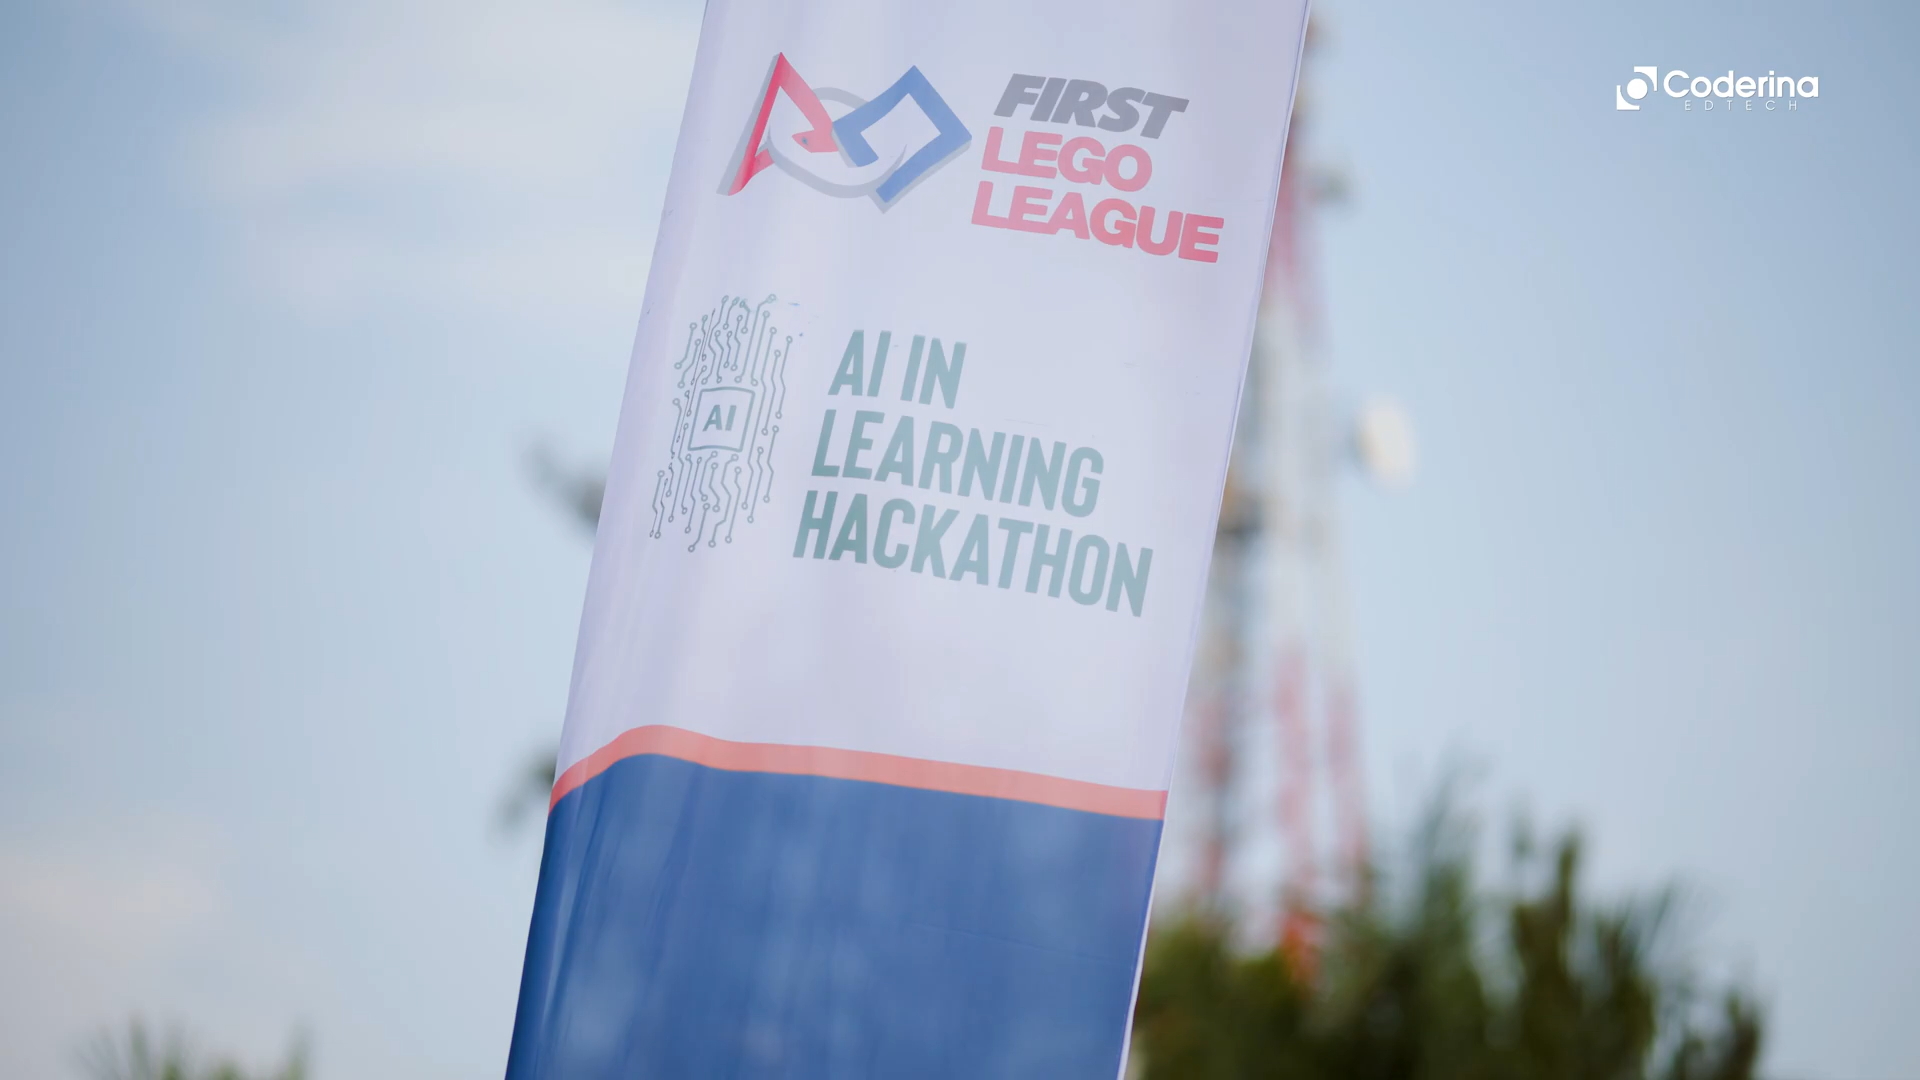 FIRST
LEGO
LEAGUE
AI
AI IN
LEARNING
HACKATHON
Coderina
EDTECH